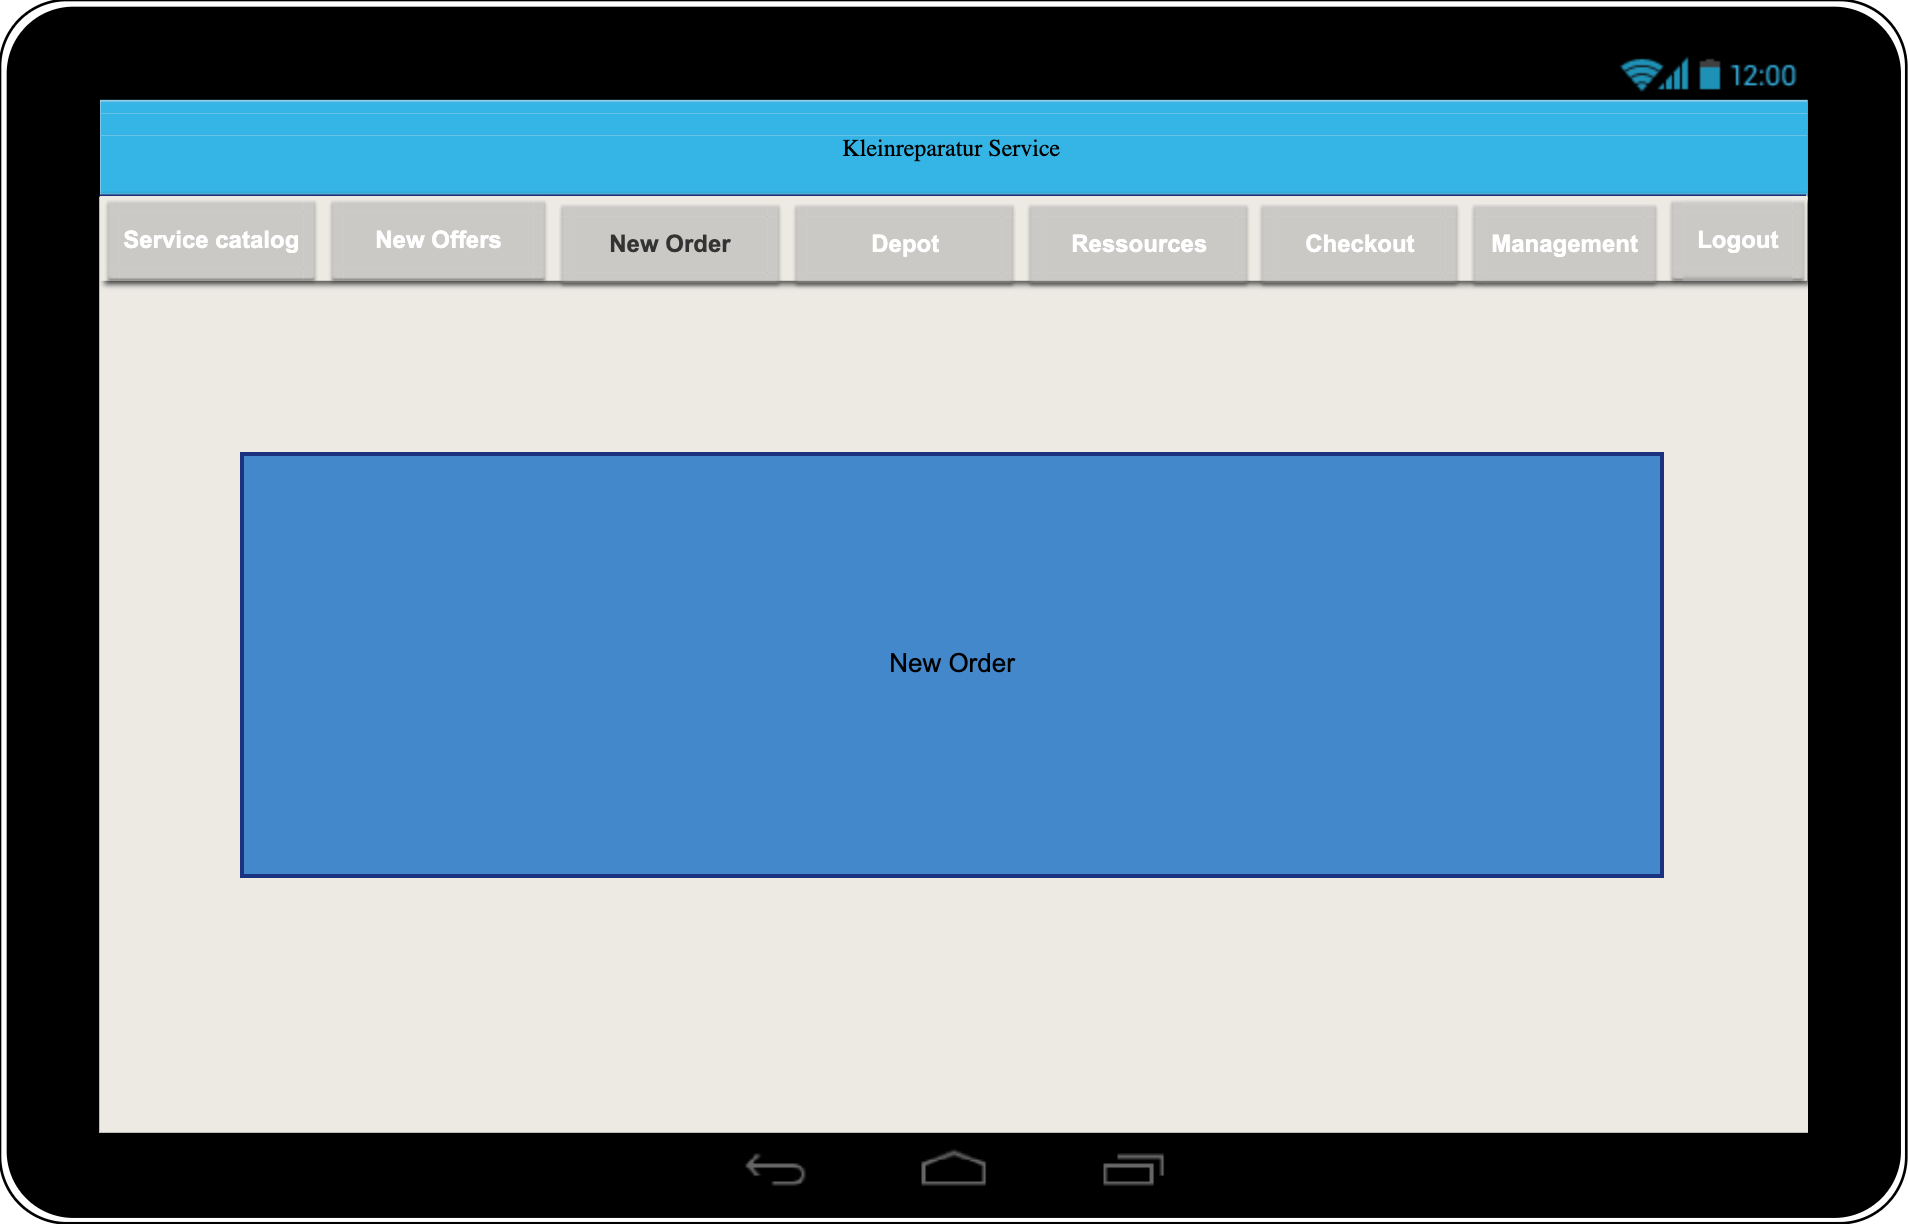 12:00
Kleinreparatur Service
Service catalog
New Offers
New Order
Depot
Ressources
Checkout
Management
Logout
New Order